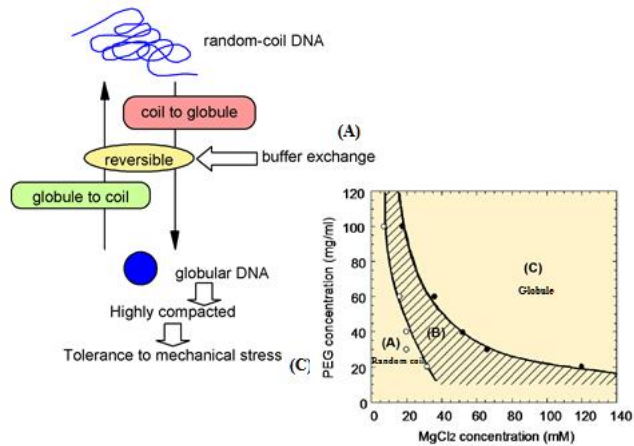 random-coil DNA
coil to globule
(A)
reversible
buffer exchange
globule to coil
globular DNA
Highly compacted
Tolerance to mechanical stress
(C)
PEG concentration (mg/ml)
120
100
80
60
40
20
0
(C)
Globule
(A)
(B)
Random coil
0 20 40 60 80 100 120 140
MgCl2 concentration (mM)